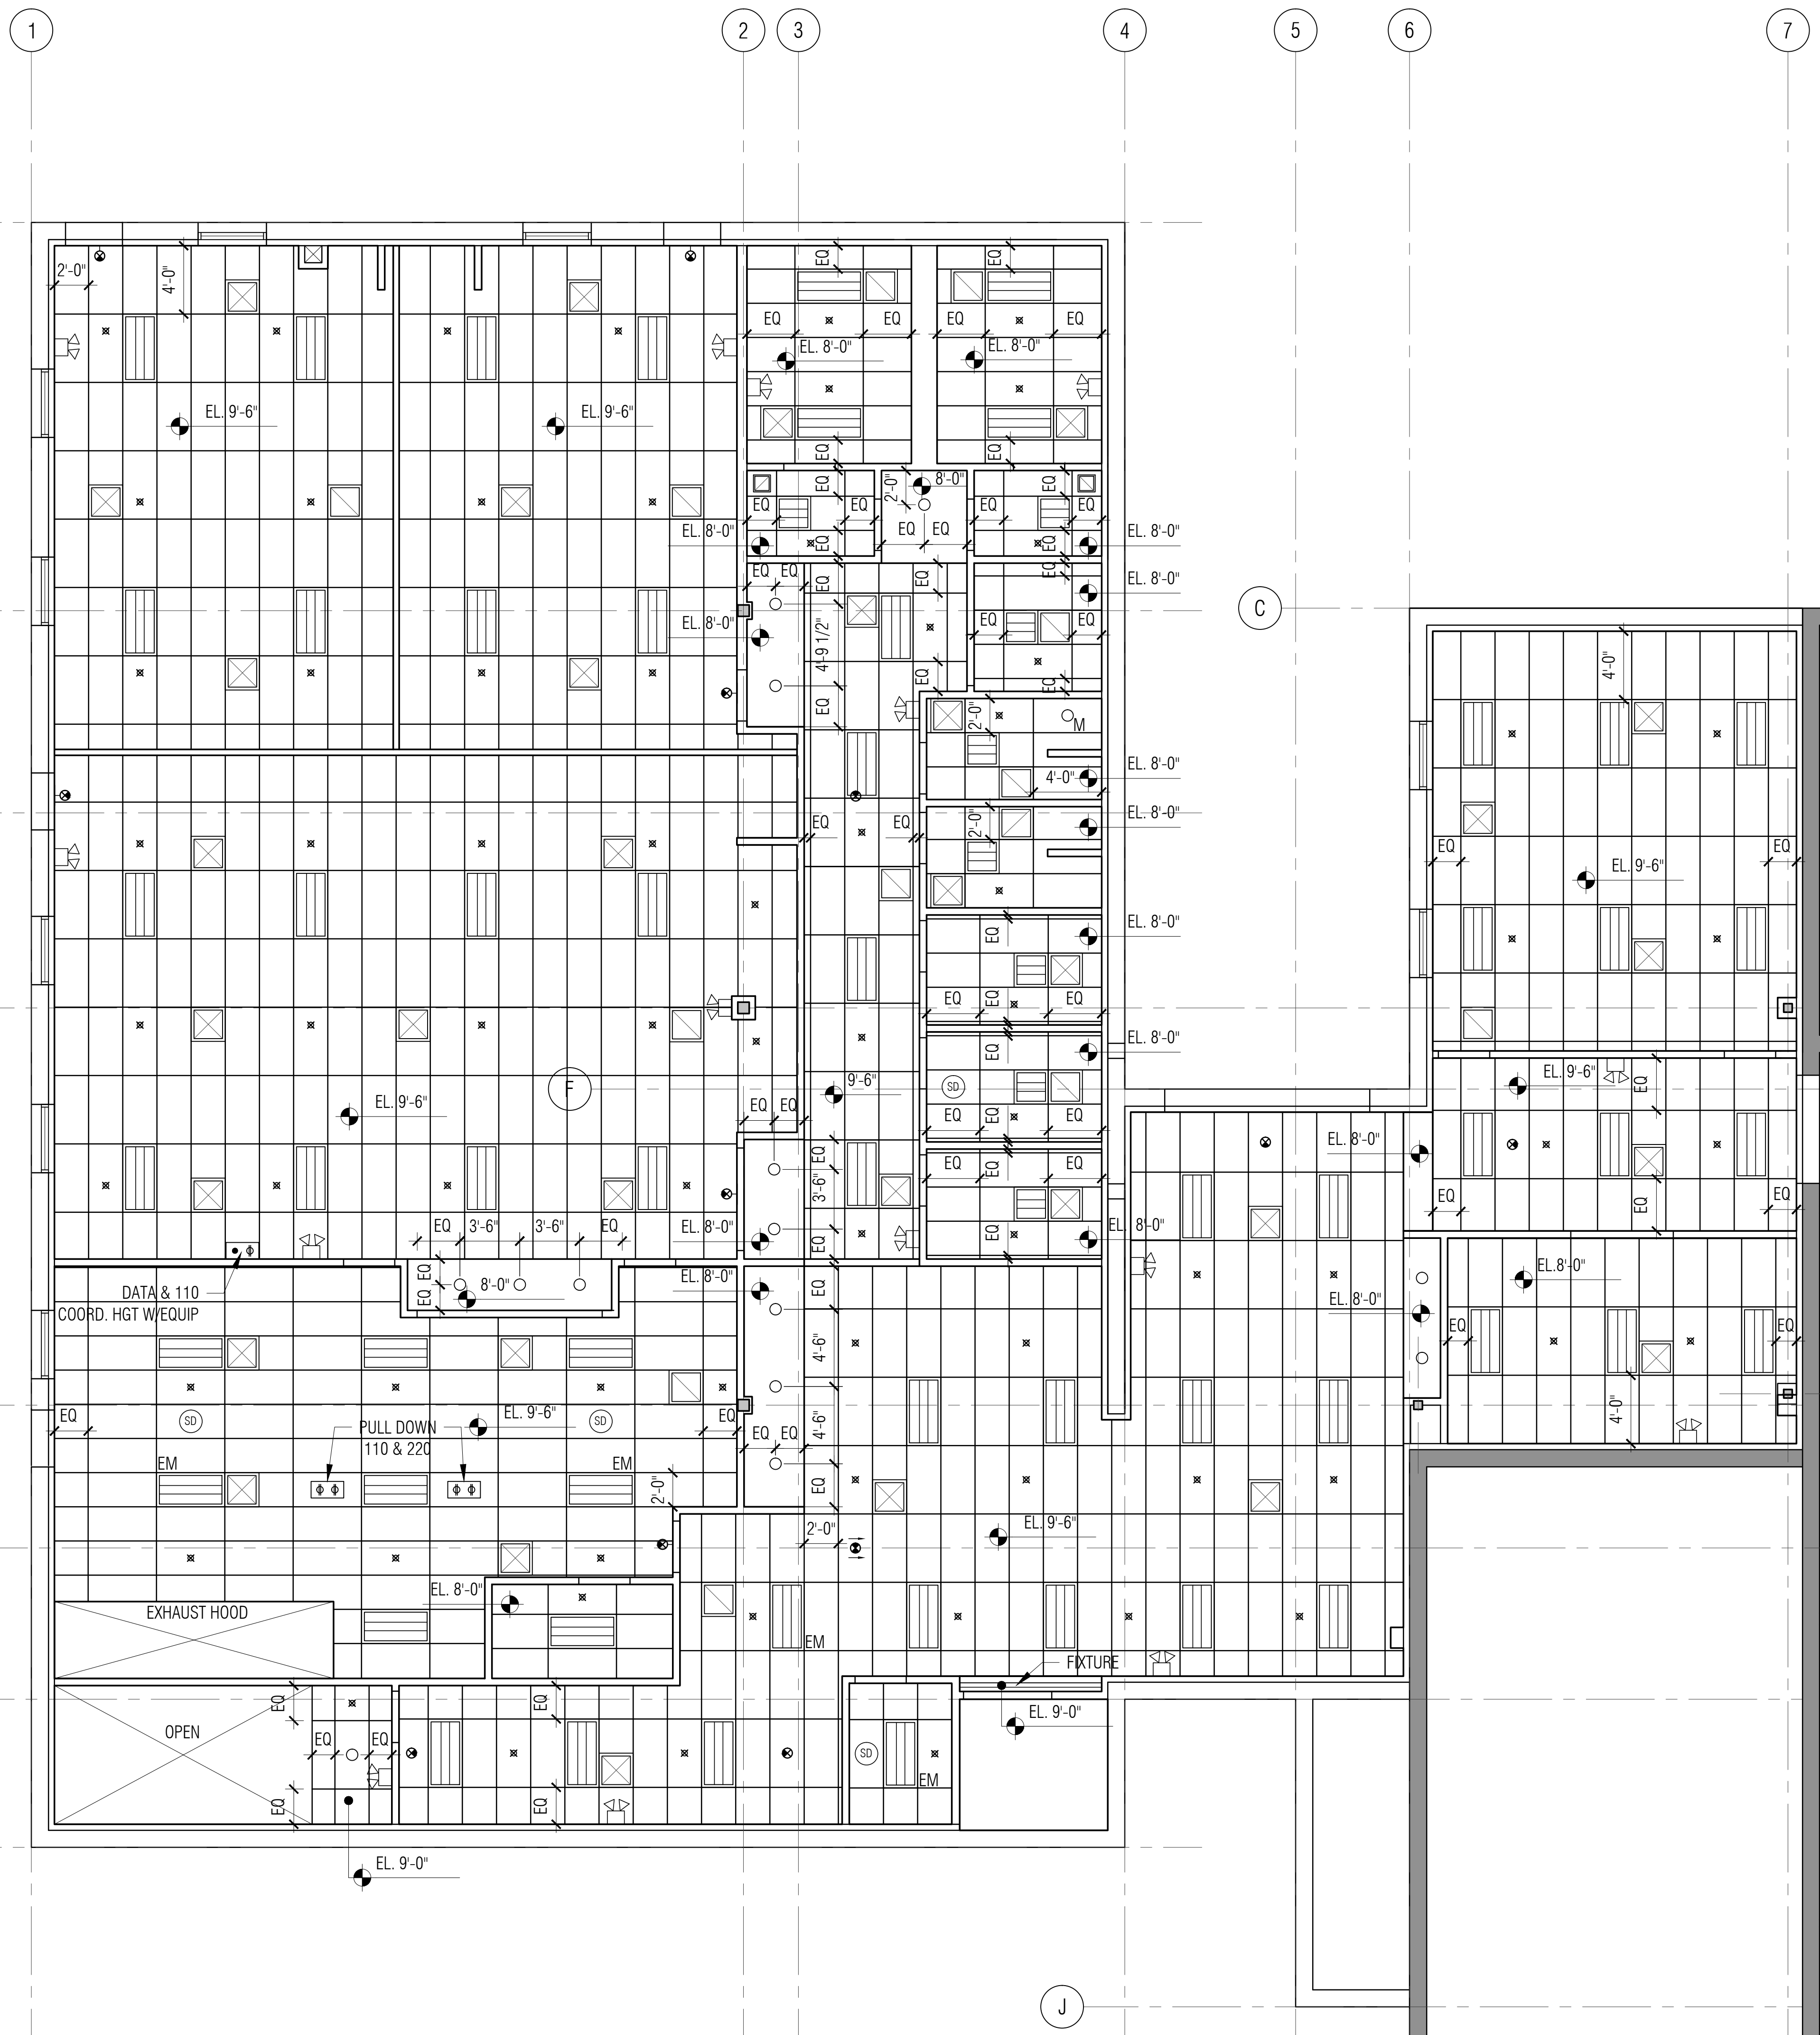 1 2 3 4 5 6 7
2'-0" 4'-0" EQ EQ
EQ EQ EQ EQ
EL. 8'-0" EL. 8'-0"
EL. 9'-6" EL. 9'-6"
EQ EQ
2'-0" 8'-0"
EQ EQ
EQ EQ EQ EQ
EL. 8'-0" EQ EQ EQ EL. 8'-0"
EQ EQ EQ EQ EQ
EL. 8'-0"
C
EL. 8'-0" 4'-9 1/2" EQ EQ
4'-0"
EQ EQ EQ
2'-0" M
EL. 8'-0"
4'-0"
EL. 8'-0"
EQ EQ 2'-0"
EQ EQ
EL. 9'-6"
EL. 8'-0"
EQ
EQ EQ EQ
EL. 8'-0"
EQ
F SD 9'-6" EL. 9'-6"
EQ
EL. 9'-6"
EQ EQ EQ EQ EQ
EL. 8'-0"
EQ EQ EQ EQ
3'-6" EQ EQ EQ
EQ 3'-6" 3'-6" EQ EL. 8'-0" EL. 8'-0"
EQ EQ
EQ 8'-0" EL. 8'-0" EQ EL.8'-0"
DATA & 110 EQ
COORD. HGT W/EQUIP
EL. 8'-0"
EQ EQ
4'-6"
EQ SD PULL DOWN EL. 9'-6" SD EQ
110 & 220
EQ EQ 4'-6" 4'-0"
EM EM
2'-0" EQ
2'-0" EL. 9'-6"
EL. 8'-0"
EXHAUST HOOD
EM FIXTURE
EQ EQ
OPEN EL. 9'-0"
EQ EQ
SD
EM
EQ EQ
EL. 9'-0"
J